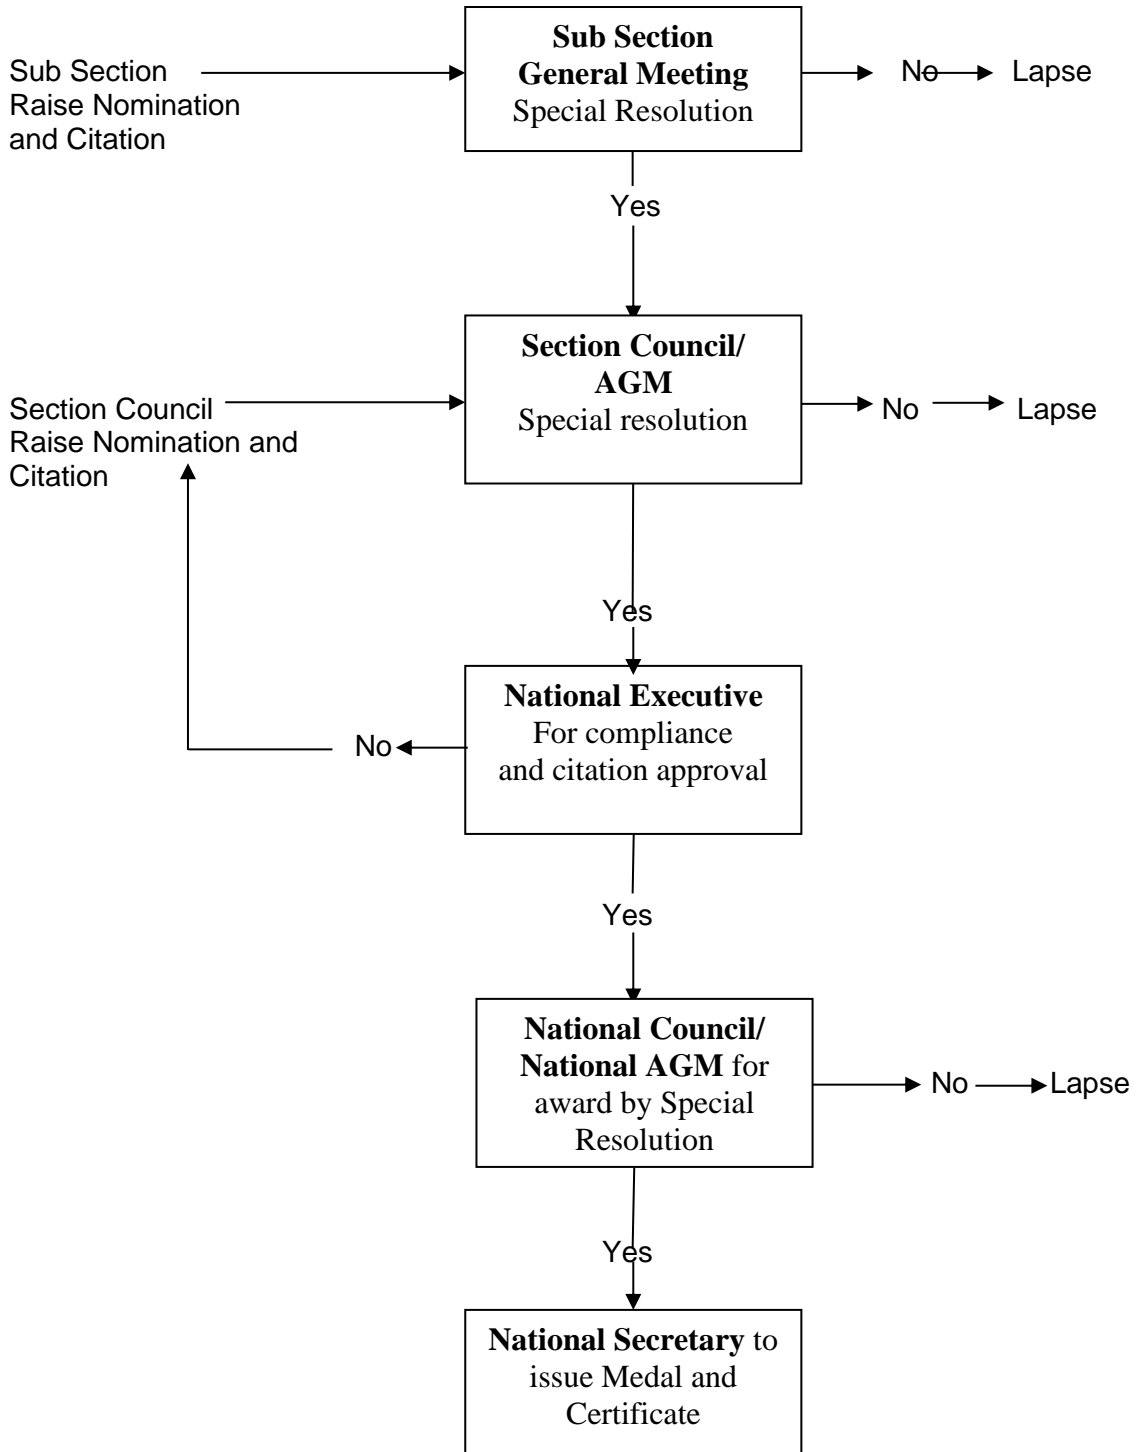 Sub Section
General Meeting
Special Resolution
Sub Section
Raise Nomination
and Citation
No
Lapse
Yes
Section Council/
AGM
Special resolution
Section Council
Raise Nomination and
Citation
No
Lapse
Yes
National Executive
For compliance
and citation approval
No
Yes
National Council/
National AGM for
award by Special
Resolution
No
Lapse
Yes
National Secretary to
issue Medal and
Certificate